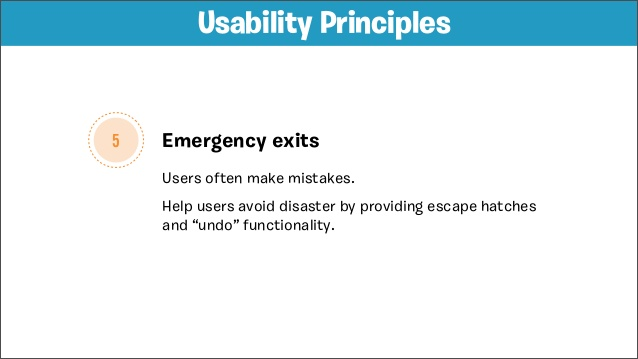 Usability Principles
5
Emergency exits
Users often make mistakes.
Help users avoid disaster by providing escape hatches
and “undo” functionality.